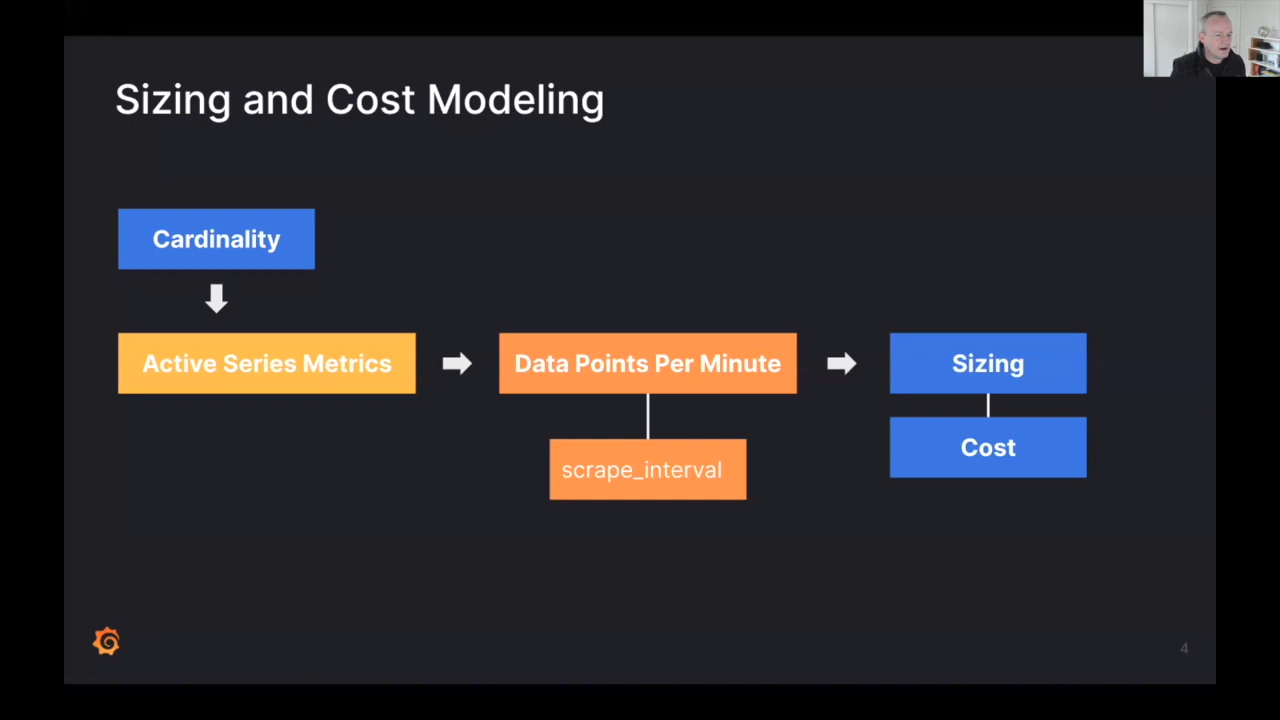 Sizing and Cost Modeling
Cardinality
Active Series Metrics
Data Points Per Minute
Sizing
scrape_interval
Cost
4